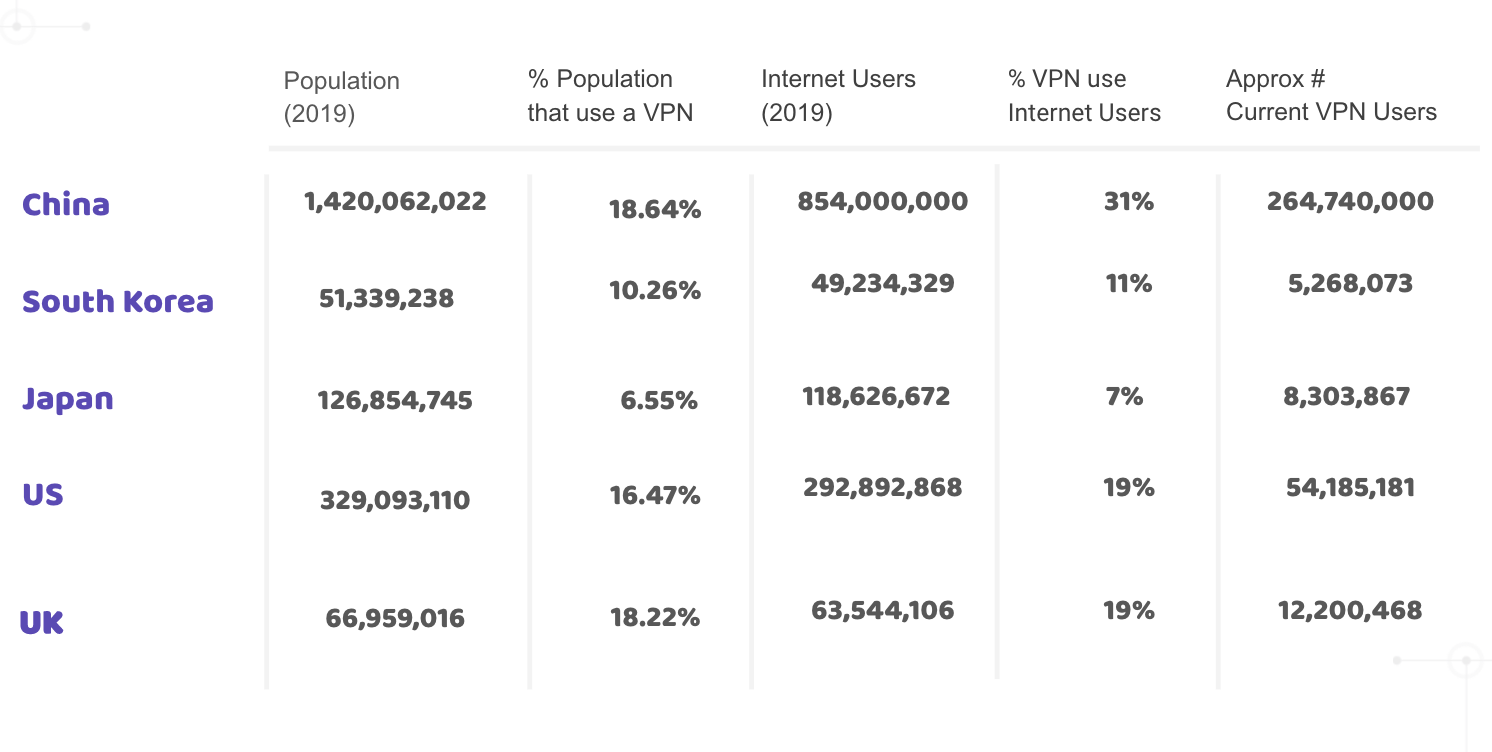 Population % Population Internet Users % VPN use Approx #
(2019) that use a VPN (2019) Internet Users Current VPN Users
China 1,420,062,022 18.64% 854,000,000 31% 264,740,000
South Korea 51,339,238 10.26% 49,234,329 11% 5,268,073
Japan 126,854,745 6.55% 118,626,672 7% 8,303,867
US 329,093,110 16.47% 292,892,868 19% 54,185,181
UK 66,959,016 18.22% 63,544,106 19% 12,200,468